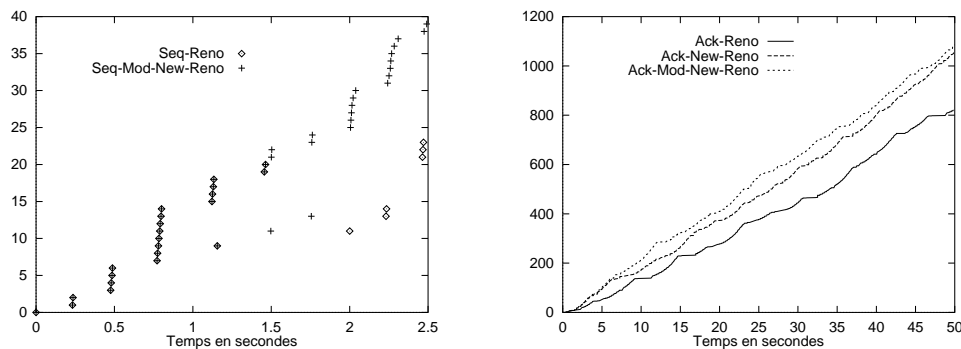 40
35
30
25
20
15
10
5
0
Seq-Reno
Seq-Mod-New-Reno
0 0.5 1 1.5 2 2.5
Temps en secondes
1200
1000
800
600
400
200
0
Ack-Reno
Ack-New-Reno
Ack-Mod-New-Reno
0 5 10 15 20 25 30 35 40 45 50
Temps en secondes